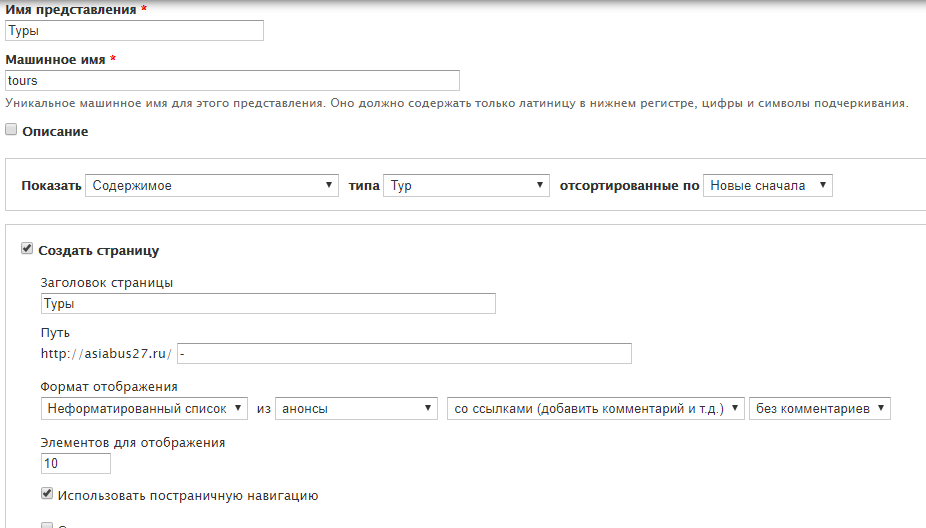 Имя представления *
Туры
Машинное имя *
tours
Уникальное машинное имя для этого представления. Оно должно содержать только латиницу в нижнем регистре, цифры и символы подчеркивания.
Описание
Показать Содержимое типа Тур отсортированные по Новые сначала
Создать страницу
Заголовок страницы
Туры
Путь
http://asiabus27.ru/ -
Формат отображения
Неформатированный список из анонсы со ссылками (добавить комментарий и т.д.) без комментариев
Элементов для отображения
10
Использовать постраничную навигацию